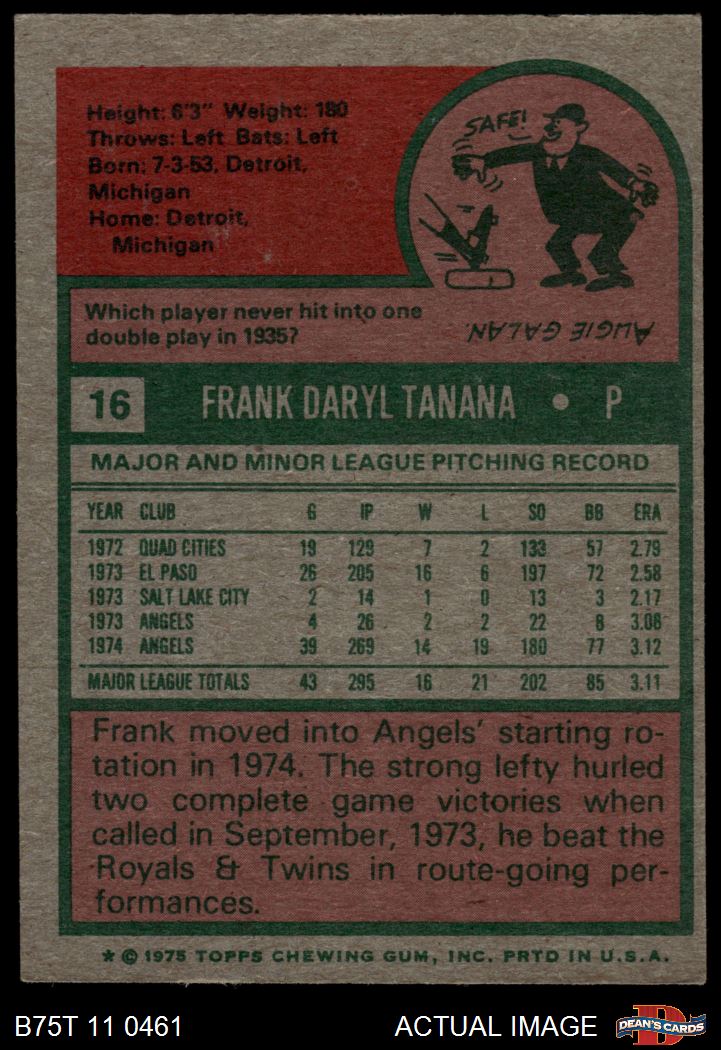 Height: 6'3" Weight: 180
Throws: Left Bats: Left
Born: 7-3-53, Detroit,
Michigan
Home: Detroit,
Michigan
SAFE!
Which player never hit into one
double play in 1935?
AUGIE GALAN.
16 FRANK DARYL TANANA • P
MAJOR AND MINOR LEAGUE PITCHING RECORD
YEAR CLUB G IP W L SO BB ERA
1972 QUAD CITIES 19 129 7 2 133 57 2.79
1973 EL PASO 26 205 16 6 197 72 2.58
1973 SALT LAKE CITY 2 14 1 0 13 3 2.17
1973 ANGELS 4 26 2 2 22 8 3.08
1974 ANGELS 39 269 14 19 180 77 3.12
MAJOR LEAGUE TOTALS 43 295 16 21 202 85 3.11
Frank moved into Angels' starting ro-
tation in 1974. The strong lefty hurled
two complete game victories when
called in September, 1973, he beat the
Royals & Twins in route-going per-
formances.
* © 1975 TOPPS CHEWING GUM, INC. PRTD IN U.S.A.
B75T 11 0461 ACTUAL IMAGE
D
DEAN'S CARDS